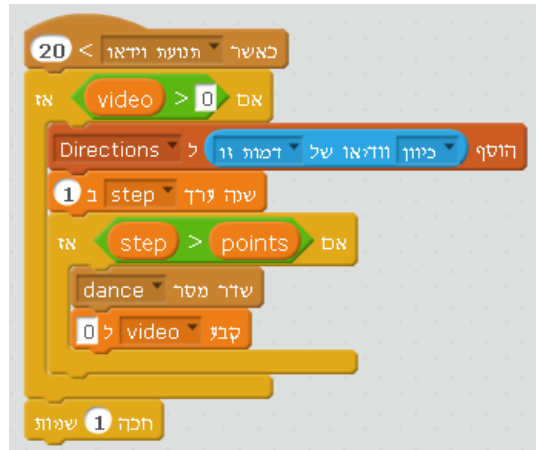 כאשר תנועת וידאו > 20
אם 0 < video אז
הוסף כיוון וודיאו של דמות זו ל Directions
שנה ערך step ב 1
אם points < step אז
שדר מסר dance
קבע video ל 0
חכה 1 שניות